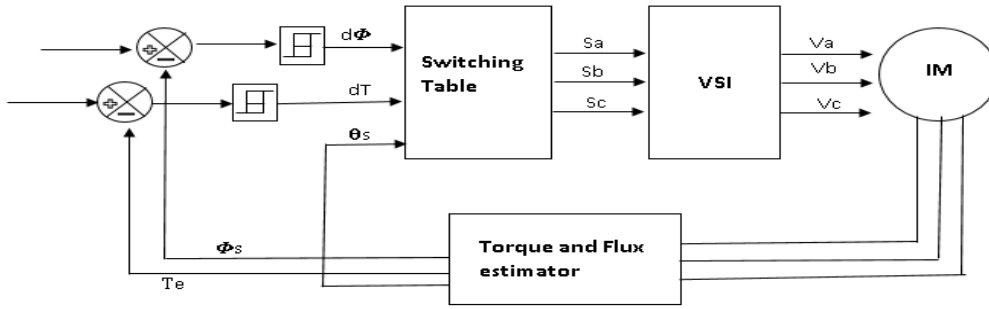 dΦ
Switching
Table
Sa
Sb
Sc
VSI
Va
Vb
Vc
IM
dT
θs
Φs
Te
Torque and Flux
estimator